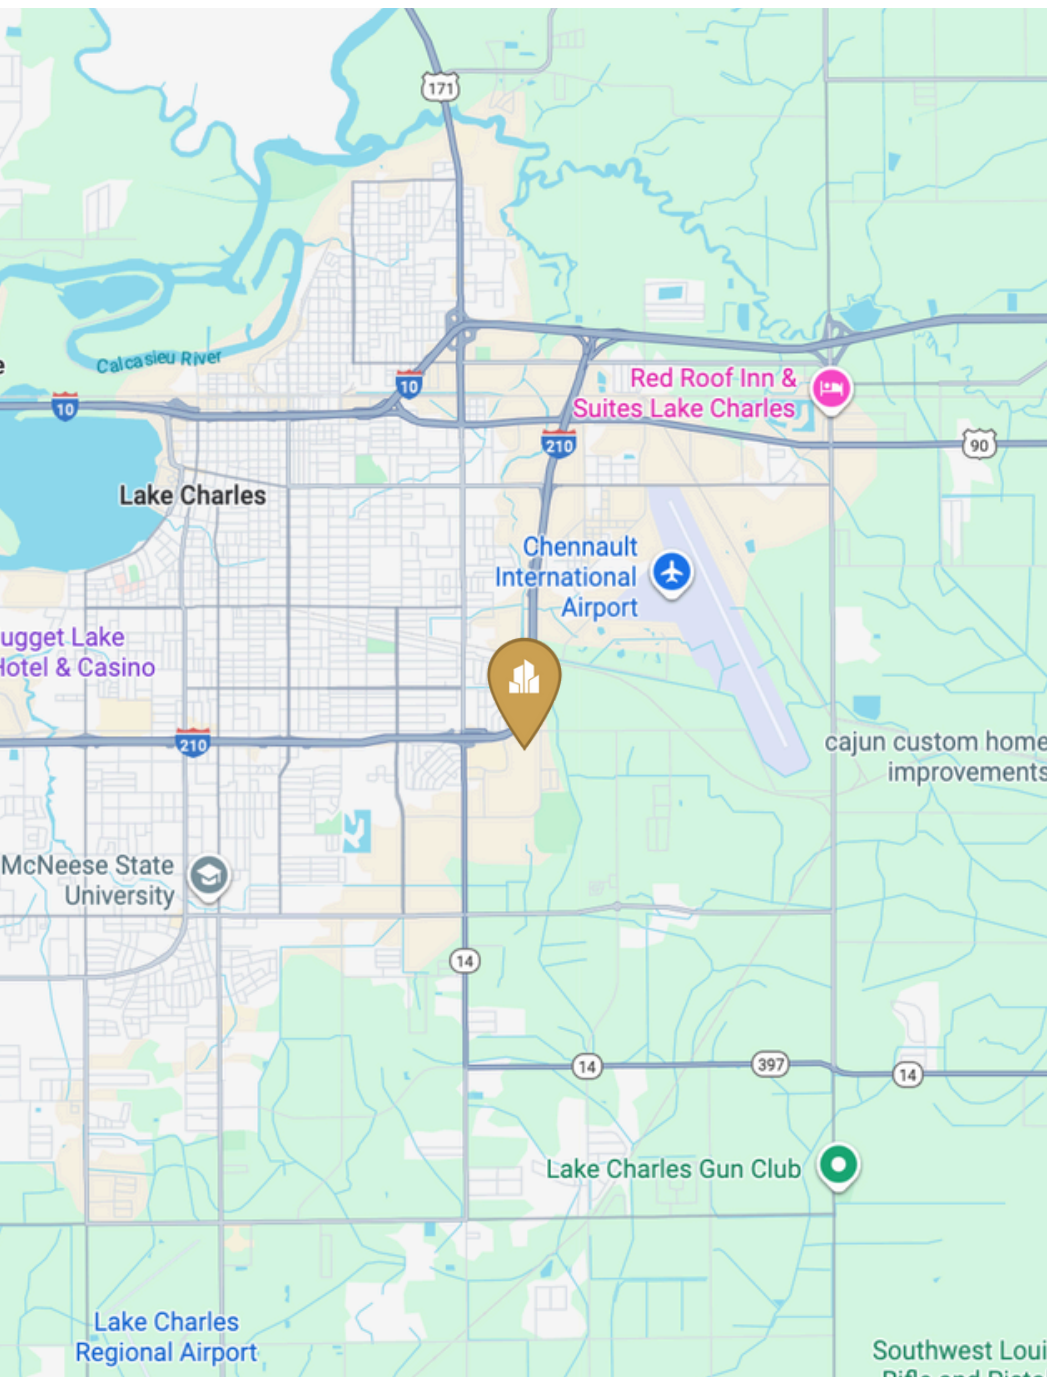 171
Calcasieu River
e
10
10
Red Roof Inn &
Suites Lake Charles
210
90
Lake Charles
Chennault
International
Airport
ugget Lake
Hotel & Casino
210
cajun custom home
improvements
McNeese State
University
14
14
397
14
Lake Charles Gun Club
Lake Charles
Regional Airport
Southwest Loui